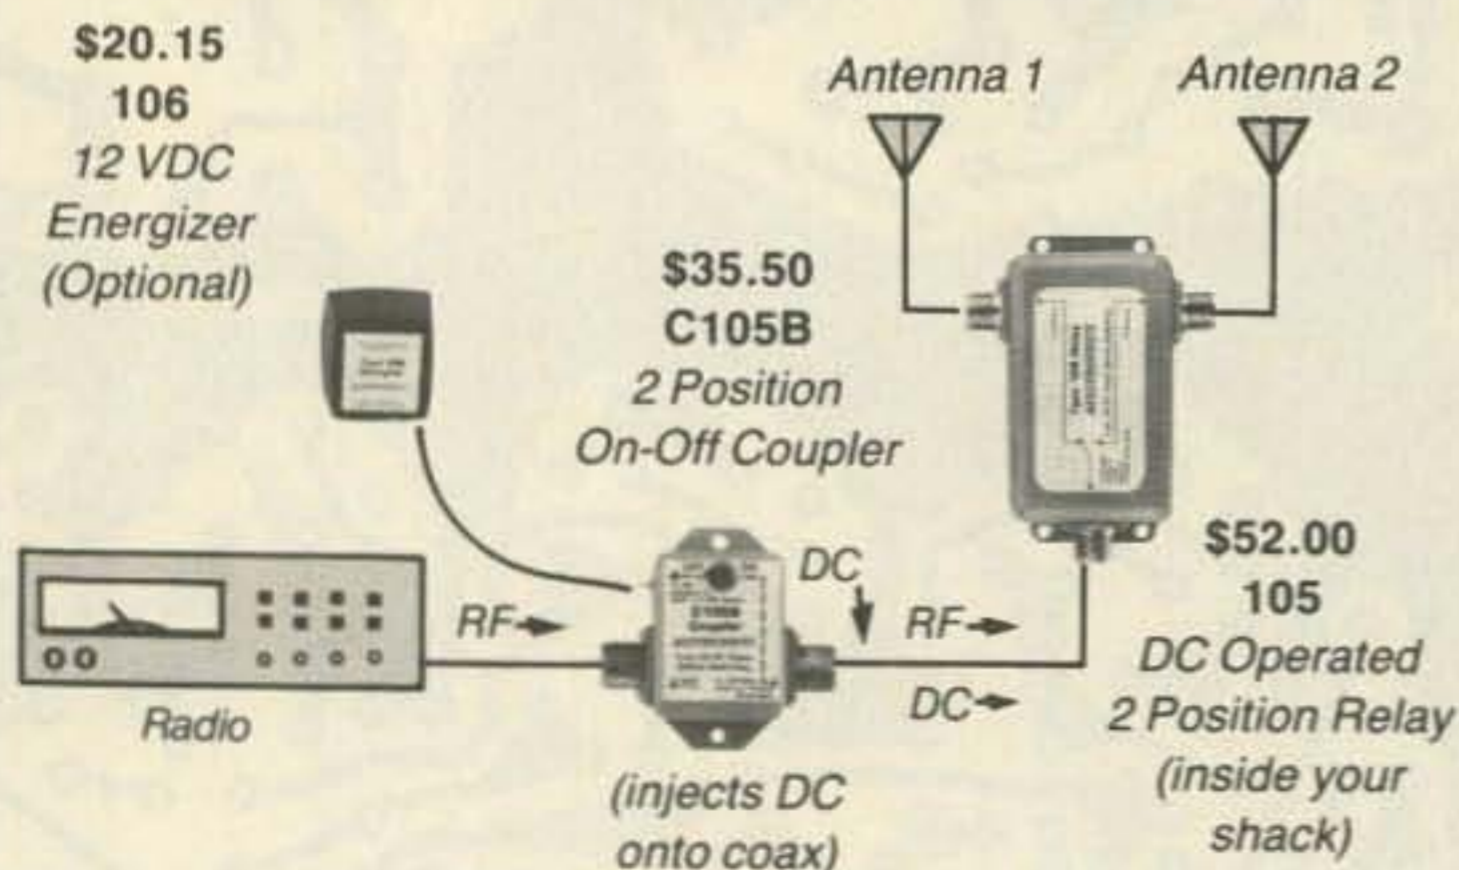 $20.15
106
12 VDC
Energizer
(Optional)
Antenna 1
Antenna 2
$35.50
C105B
2 Position
On-Off Coupler
RF
DC
RF
DC
Radio
(injects DC
onto coax)
$52.00
105
DC Operated
2 Position Relay
(inside your
shack)
Coupler